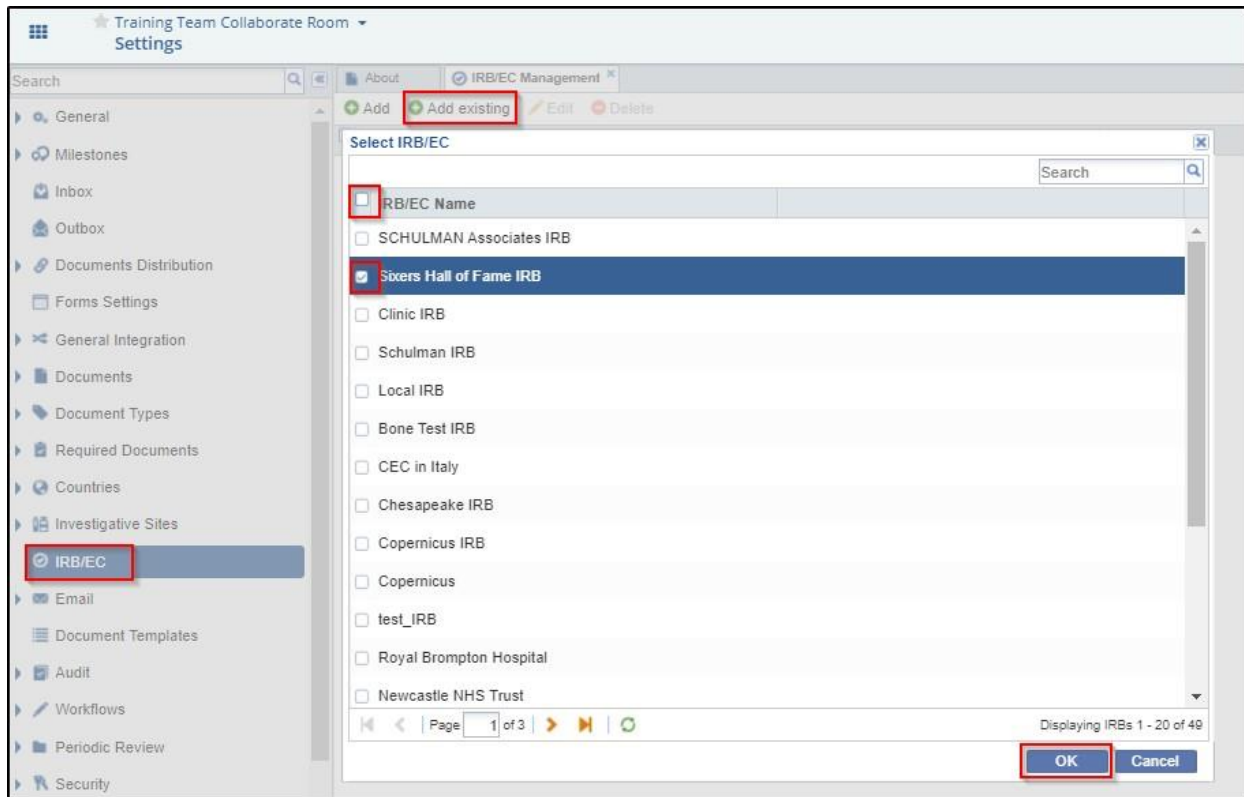 Training Team Collaborate Room
Settings
Search
General
Milestones
Inbox
Outbox
Documents Distribution
Forms Settings
General Integration
Documents
Document Types
Required Documents
Countries
Investigative Sites
IRB/EC
Email
Document Templates
Audit
Workflows
Periodic Review
Security
About
IRB/EC Management
Add
Add existing
Edit
Delete
Select IRB/EC
Search
IRB/EC Name
SCHULMAN Associates IRB
Sixers Hall of Fame IRB
Clinic IRB
Schulman IRB
Local IRB
Bone Test IRB
CEC in Italy
Chesapeake IRB
Copernicus IRB
Copernicus
test_IRB
Royal Brompton Hospital
Newcastle NHS Trust
Page 1 of 3
Displaying IRBs 1 - 20 of 49
OK
Cancel